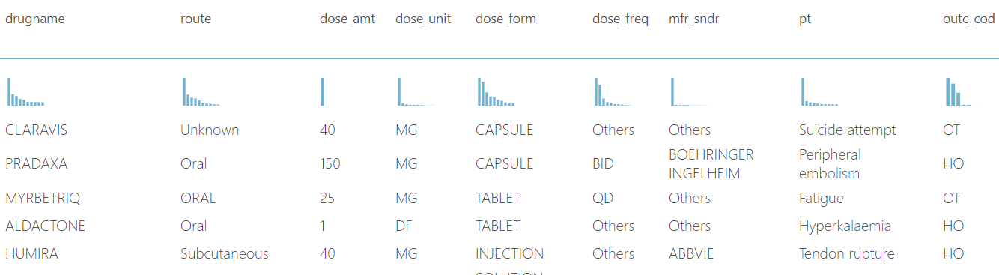 drugname route dose_amt dose_unit dose_form dose_freq mfr_sndr pt outc_cod
CLARAVIS Unknown 40 MG CAPSULE Others Others Suicide attempt OT
PRADAXA Oral 150 MG CAPSULE BID BOEHRINGER INGELHEIM Peripheral embolism HO
MYRBETRIQ ORAL 25 MG TABLET QD Others Fatigue OT
ALDACTONE Oral 1 DF TABLET Others Others Hyperkalaemia HO
HUMIRA Subcutaneous 40 MG INJECTION Others ABBVIE Tendon rupture HO